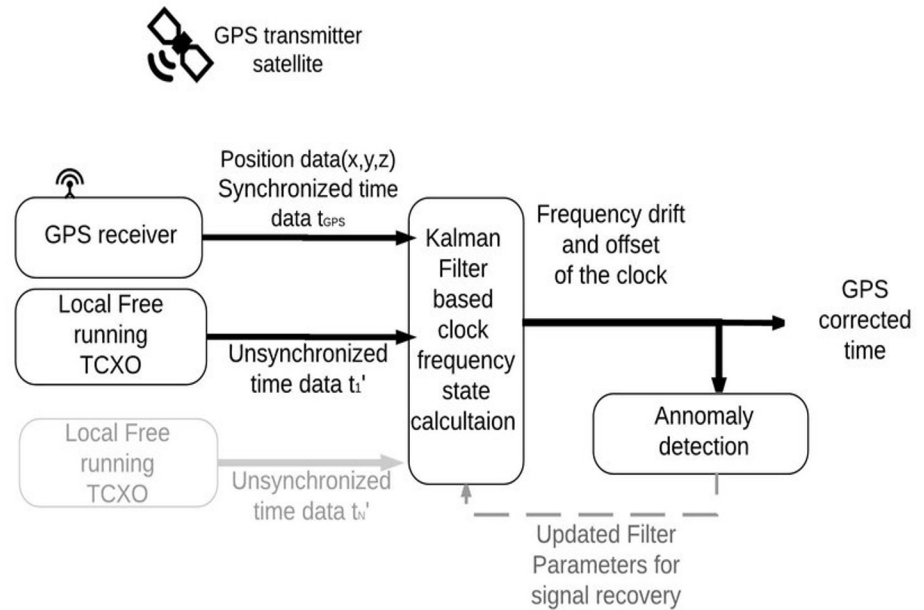 GPS transmitter
satellite
Position data(x,y,z)
Synchronized time
data tGPS
GPS receiver
Local Free
running
TCXO
Unsynchronized
time data t1'
Local Free
running
TCXO
Unsynchronized
time data tN'
Kalman
Filter
based
clock
frequency
state
calcultaion
Frequency drift
and offset
of the clock
GPS
corrected
time
Annomaly
detection
Updated Filter
Parameters for
signal recovery